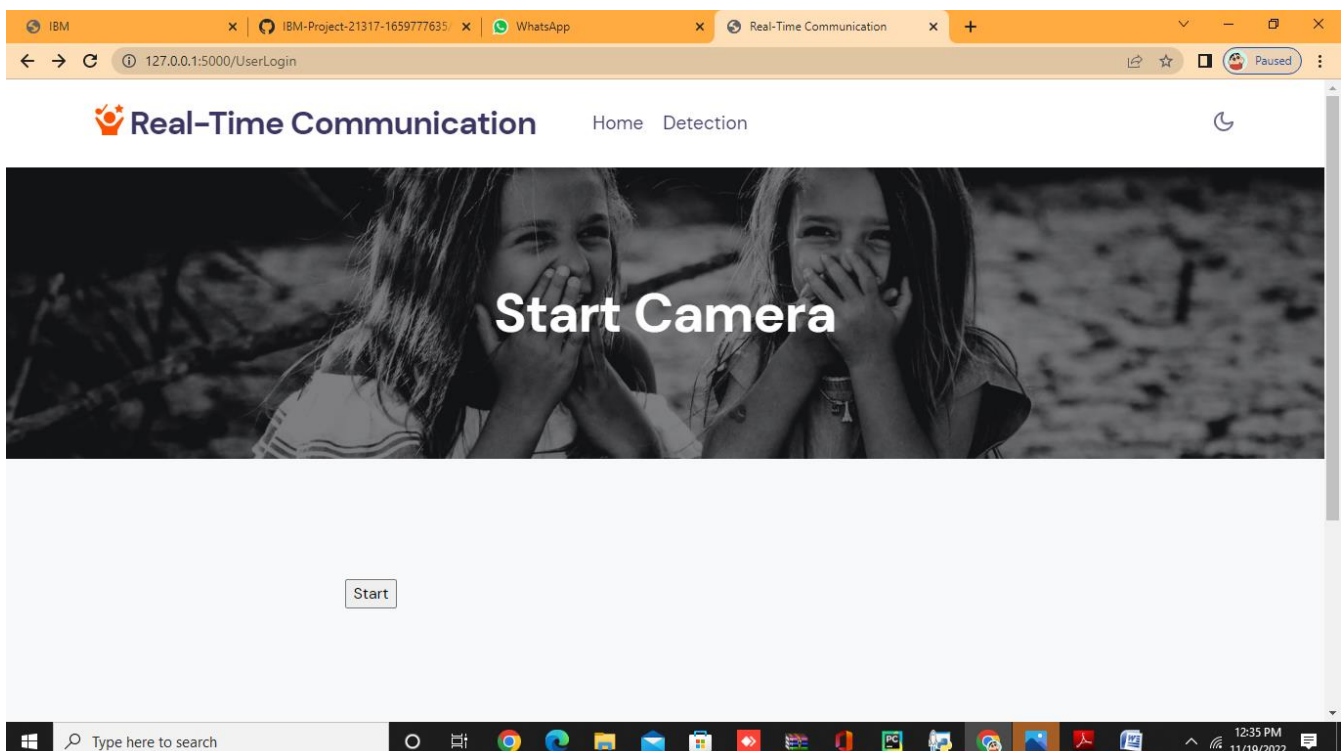 IBM
IBM-Project-21317-1659777635/
WhatsApp
Real-Time Communication
127.0.0.1:5000/UserLogin
Paused
Real-Time Communication
Home Detection
Start Camera
Start
Type here to search
12:35 PM
11/19/2022